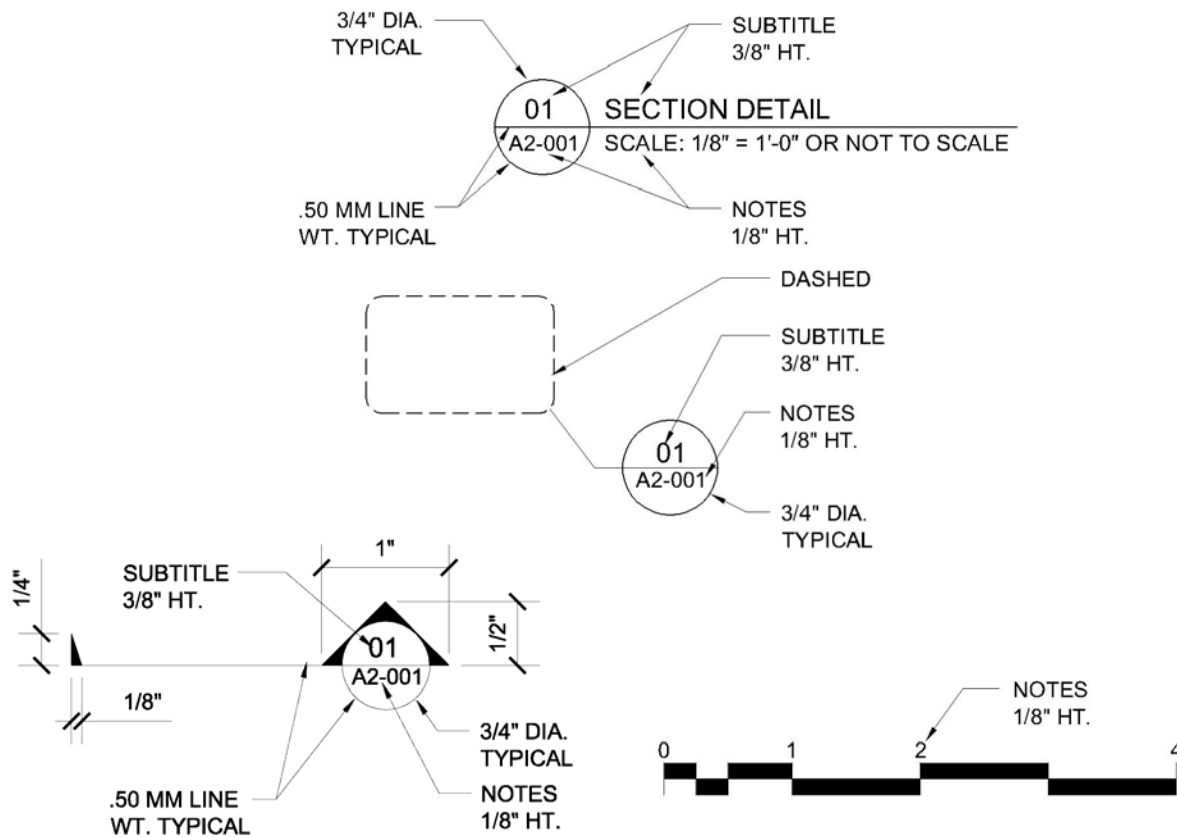 3/4" DIA.
TYPICAL
SUBTITLE
3/8" HT.
01
SECTION DETAIL
A2-001
SCALE: 1/8" = 1'-0" OR NOT TO SCALE
.50 MM LINE
WT. TYPICAL
NOTES
1/8" HT.
DASHED
SUBTITLE
3/8" HT.
NOTES
1/8" HT.
01
A2-001
3/4" DIA.
TYPICAL
1"
SUBTITLE
3/8" HT.
1/4"
1/2"
01
A2-001
1/8"
3/4" DIA.
TYPICAL
.50 MM LINE
WT. TYPICAL
NOTES
1/8" HT.
NOTES
1/8" HT.
0 1 2 4